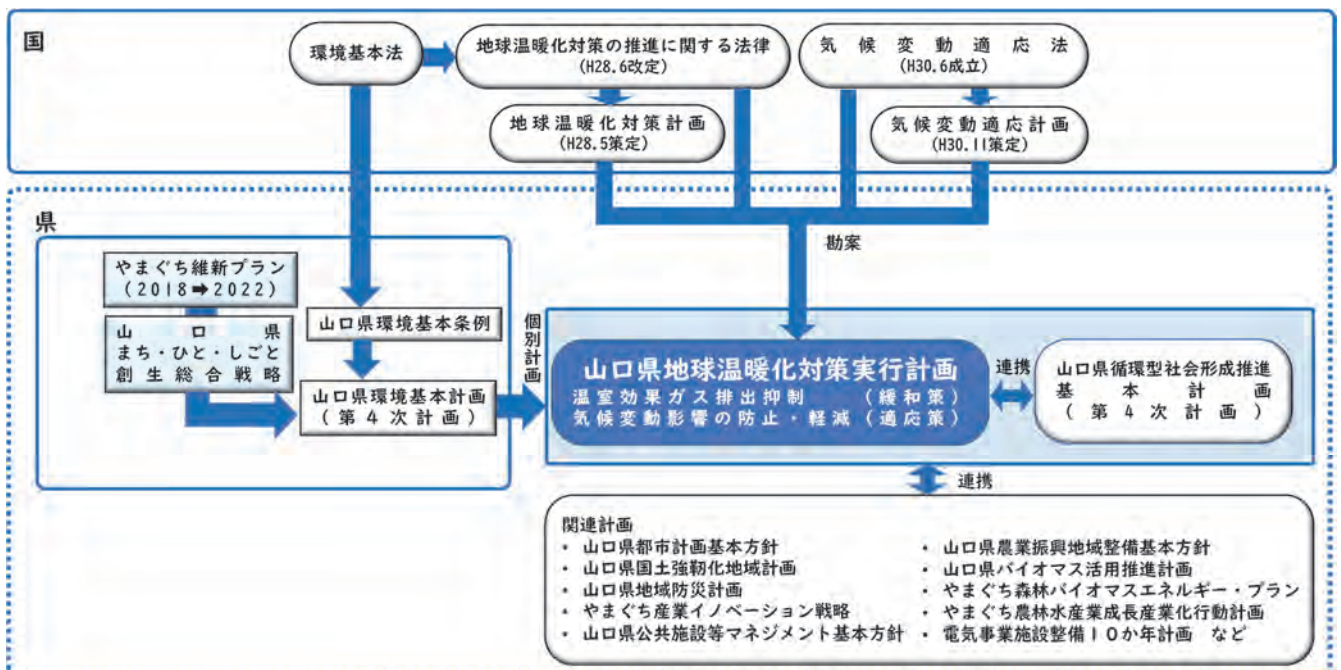 国
環境基本法
地球温暖化対策の推進に関する法律
(H28.6改定)
気候変動適応法
(H30.6成立)
地球温暖化対策計画
(H28.5策定)
気候変動適応計画
(H30.11策定)
県
勘案
やまぐち維新プラン
(2018➡2022)
山口県
まち・ひと・しごと
創生総合戦略
山口県環境基本条例
山口県環境基本計画
(第4次計画)
個別計画
山口県地球温暖化対策実行計画
温室効果ガス排出抑制 (緩和策)
気候変動影響の防止・軽減 (適応策)
連携
山口県循環型社会形成推進
基本計画
(第4次計画)
連携
関連計画
・ 山口県都市計画基本方針
・ 山口県国土強靭化地域計画
・ 山口県地域防災計画
・ やまぐち産業イノベーション戦略
・ 山口県公共施設等マネジメント基本方針
・ 山口県農業振興地域整備基本方針
・ 山口県バイオマス活用推進計画
・ やまぐち森林バイオマスエネルギー・プラン
・ やまぐち農林水産業成長産業化行動計画
・ 電気事業施設整備10か年計画 など